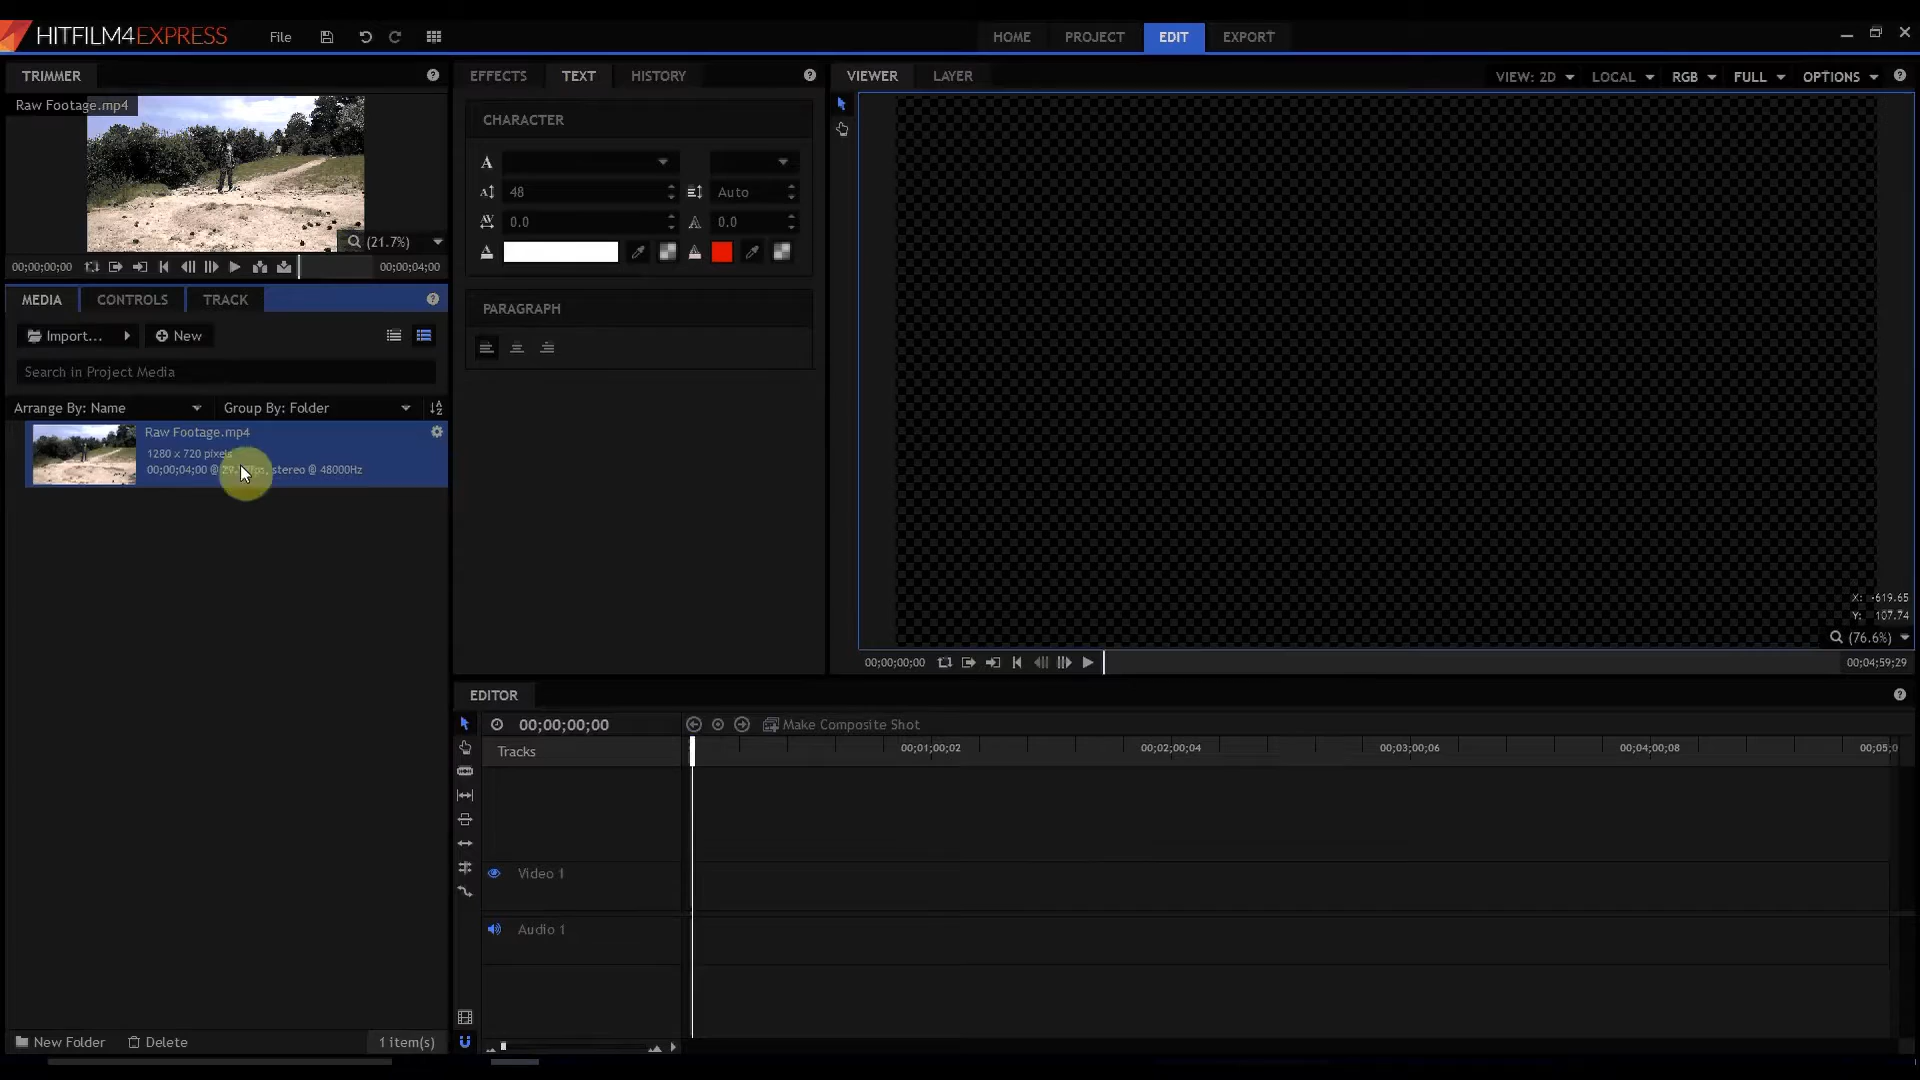 HITFILM4EXPRESS File HOME PROJECT EDIT EXPORT
TRIMMER
Raw Footage.mp4
(21.7%)
00;00;00;00 00;00;04;00
MEDIA CONTROLS TRACK
Import... New
Search in Project Media
Arrange By: Name Group By: Folder
Raw Footage.mp4
1280 x 720 pixels
00;00;04;00 @ stereo @ 48000Hz
New Folder Delete 1 item(s)
EFFECTS TEXT HISTORY
CHARACTER
48 Auto
0.0 0.0
PARAGRAPH
VIEWER LAYER VIEW: 2D LOCAL RGB FULL OPTIONS
X: -619.65
Y: 107.74
(76.6%)
00;00;00;00 00;04;59;29
EDITOR
00;00;00;00 Make Composite Shot
Tracks 00;01;00;02 00;02;00;04 00;03;00;06 00;04;00;08 00;05;0
Video 1
Audio 1